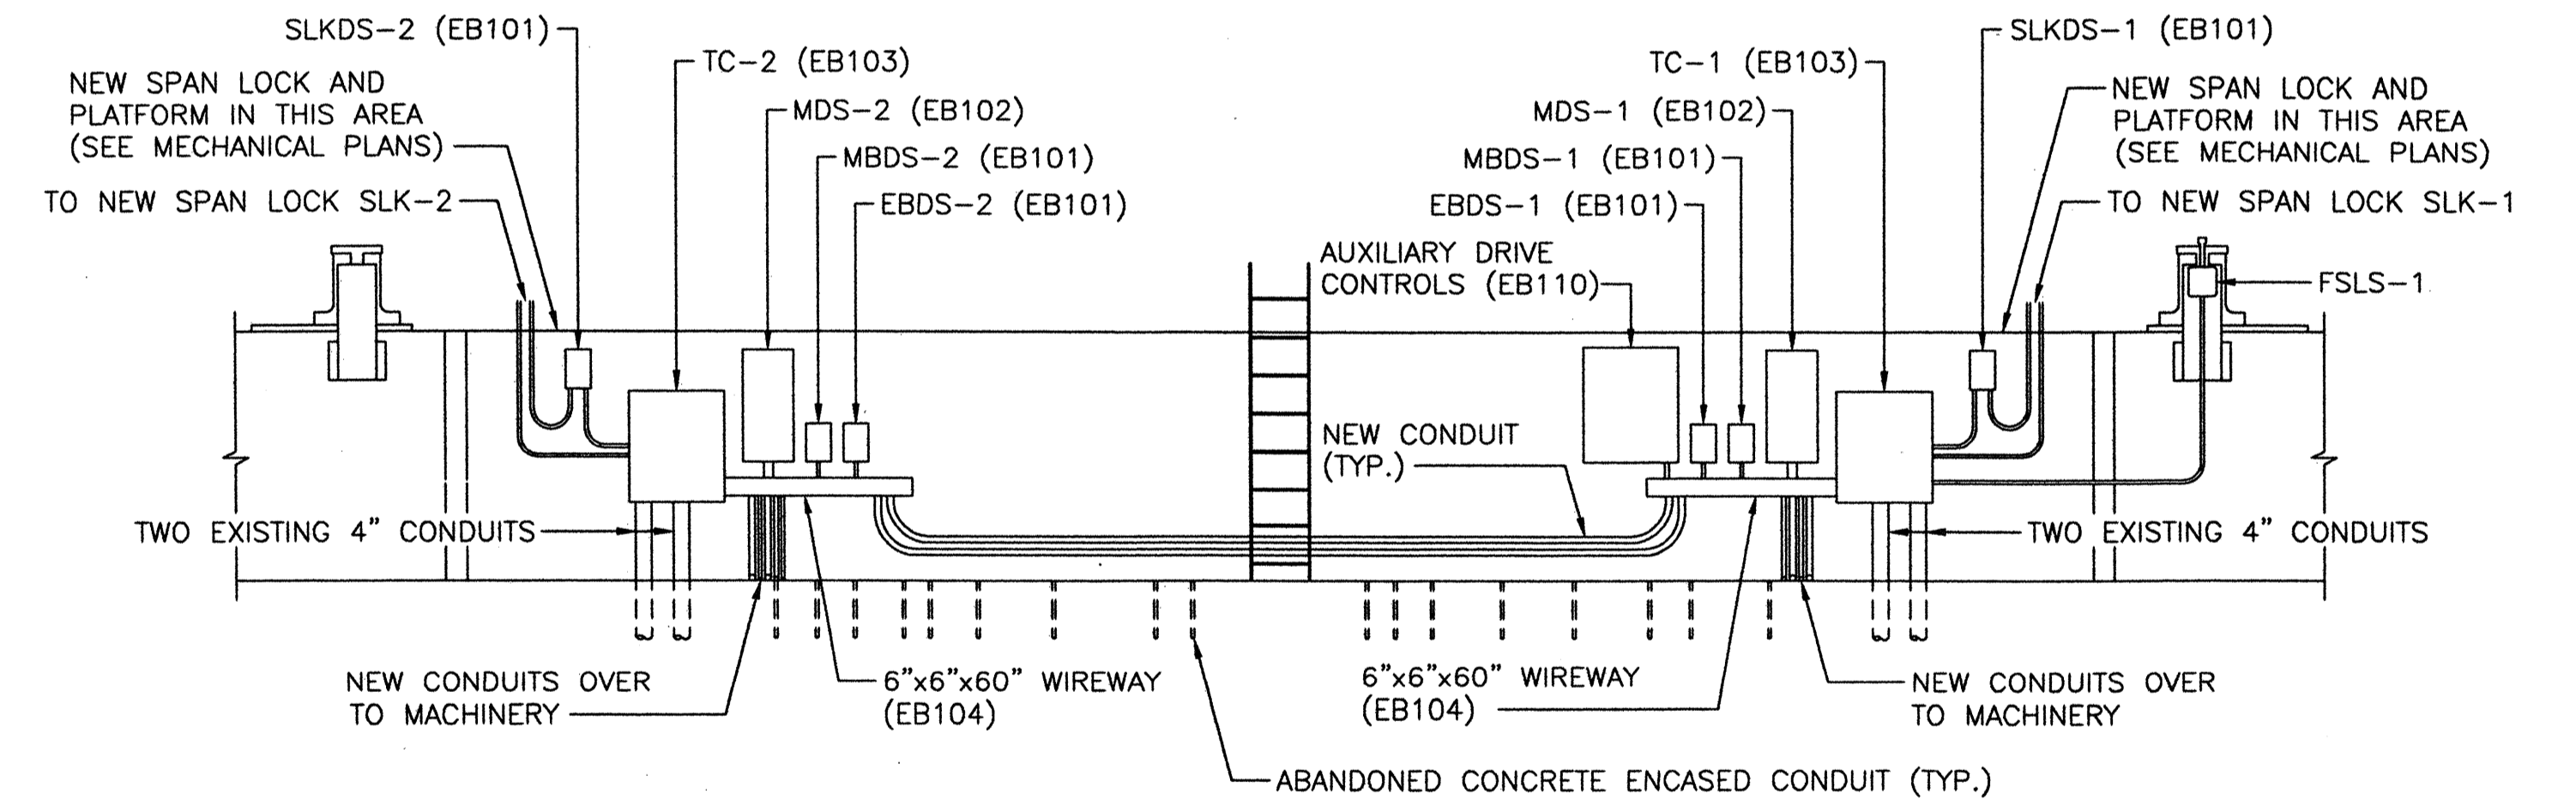 SLKDS-2 (EB101)
TC-2 (EB103)
NEW SPAN LOCK AND
PLATFORM IN THIS AREA
(SEE MECHANICAL PLANS)
MDS-2 (EB102)
MBDS-2 (EB101)
TO NEW SPAN LOCK SLK-2
EBDS-2 (EB101)
SLKDS-1 (EB101)
TC-1 (EB103)
NEW SPAN LOCK AND
PLATFORM IN THIS AREA
(SEE MECHANICAL PLANS)
MDS-1 (EB102)
MBDS-1 (EB101)
EBDS-1 (EB101)
TO NEW SPAN LOCK SLK-1
AUXILIARY DRIVE
CONTROLS (EB110)
FSLS-1
NEW CONDUIT
(TYP.)
TWO EXISTING 4" CONDUITS
TWO EXISTING 4" CONDUITS
NEW CONDUITS OVER
TO MACHINERY
6"x6"x60" WIREWAY
(EB104)
6"x6"x60" WIREWAY
(EB104)
NEW CONDUITS OVER
TO MACHINERY
ABANDONED CONCRETE ENCASED CONDUIT (TYP.)